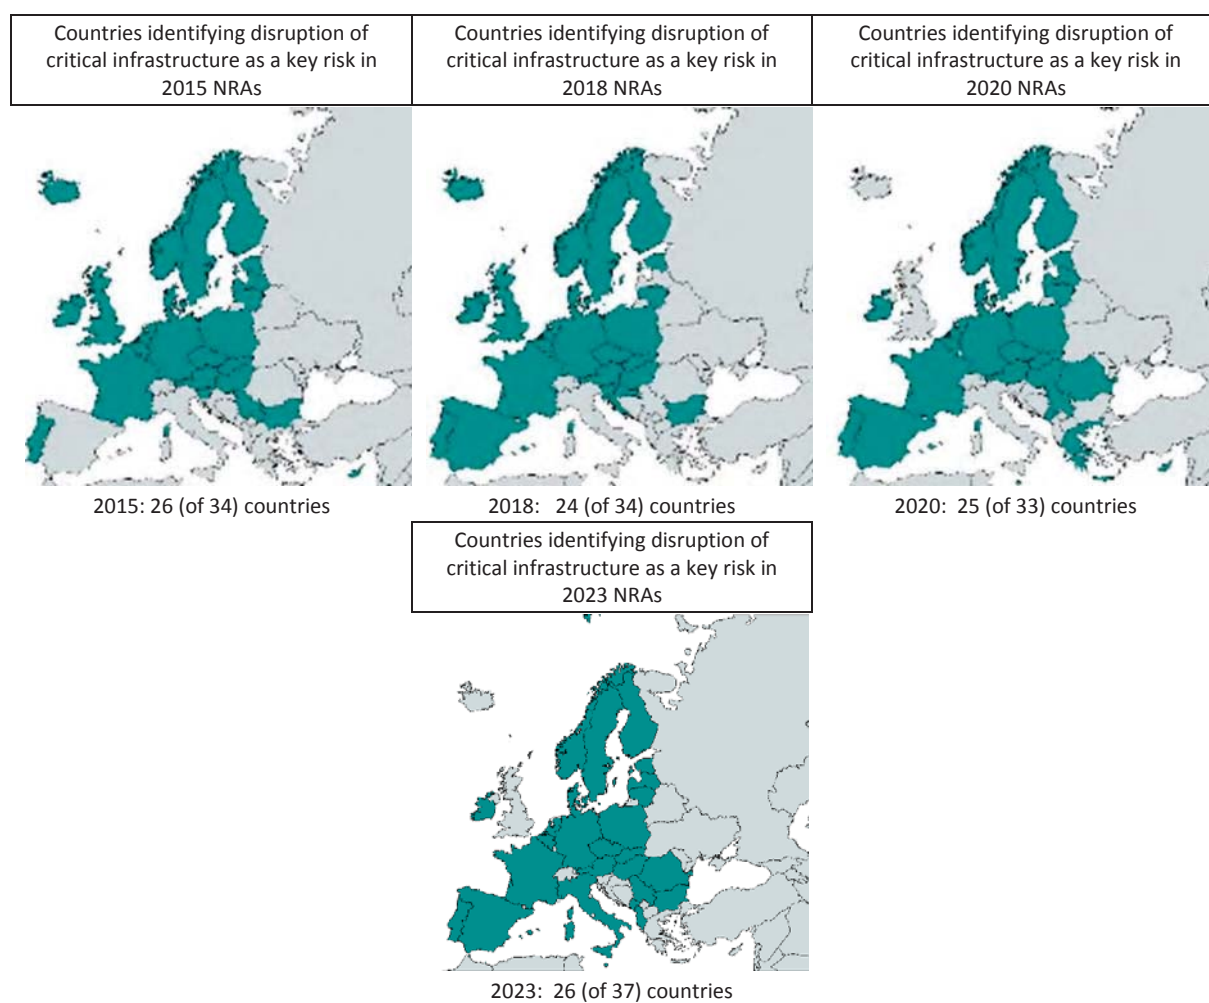 Countries identifying disruption of
critical infrastructure as a key risk in
2015 NRAs
Countries identifying disruption of
critical infrastructure as a key risk in
2018 NRAs
Countries identifying disruption of
critical infrastructure as a key risk in
2020 NRAs
2015: 26 (of 34) countries
2018: 24 (of 34) countries
2020: 25 (of 33) countries
Countries identifying disruption of
critical infrastructure as a key risk in
2023 NRAs
2023: 26 (of 37) countries